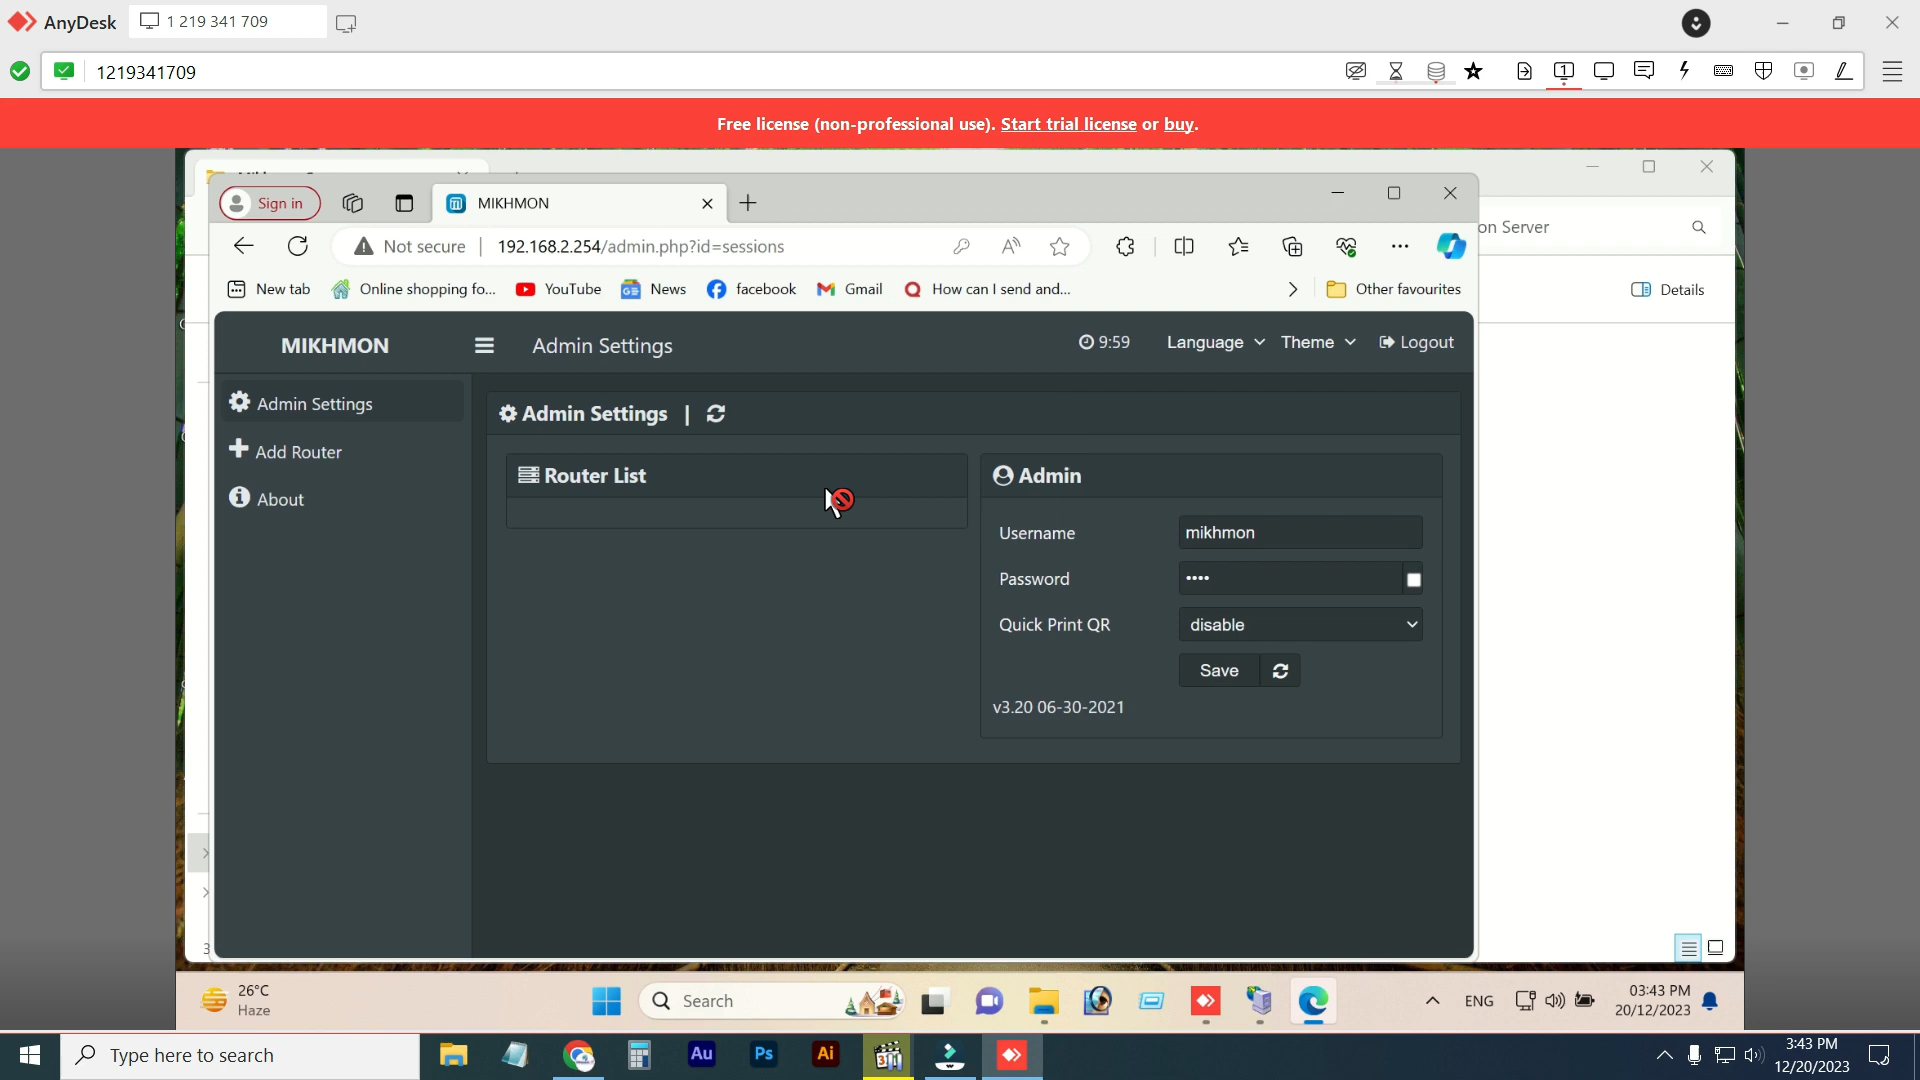 AnyDesk
1 219 341 709
1219341709
Free license (non-professional use). Start trial license or buy.
Sign in
MIKHMON
on Server
Not secure
192.168.2.254/admin.php?id=sessions
New tab
Online shopping fo...
YouTube
News
facebook
Gmail
How can I send and...
Other favourites
Details
MIKHMON
Admin Settings
9:59
Language
Theme
Logout
Admin Settings
Add Router
About
Admin Settings |
Router List
Admin
Username
mikhmon
Password
••••
Quick Print QR
disable
Save
v3.20 06-30-2021
3
26°C
Haze
Search
ENG
03:43 PM
20/12/2023
Type here to search
Au
Ps
Ai
3:43 PM
12/20/2023